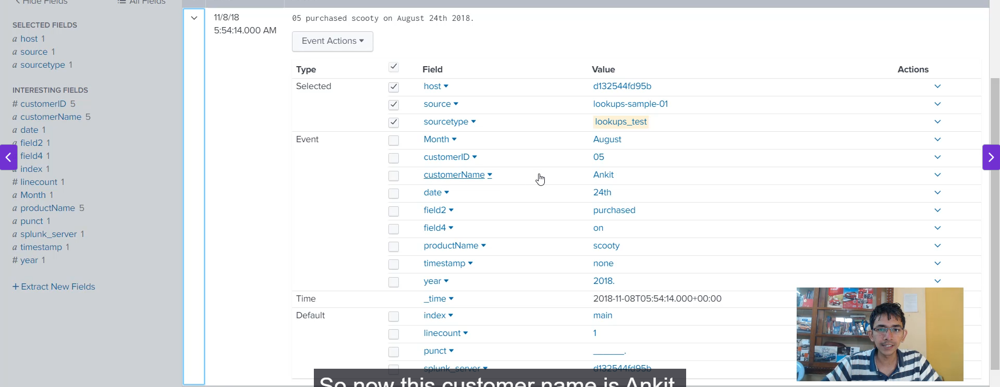 Hide Fields
All Fields
SELECTED FIELDS
a host 1
a source 1
a sourcetype 1
INTERESTING FIELDS
# customerID 5
a customerName 5
a date 1
a field2 1
field4 1
index 1
# linecount 1
a Month 1
a productName 5
a punct 1
a splunk_server 1
a timestamp 1
# year 1
+ Extract New Fields
11/8/18
5:54:14.000 AM
05 purchased scooty on August 24th 2018.
Event Actions
Type Field Value Actions
Selected host d132544fd95b
source lookups-sample-01
sourcetype lookups_test
Event Month August
customerID 05
customerName Ankit
date 24th
field2 purchased
field4 on
productName scooty
timestamp none
year 2018.
Time _time 2018-11-08T05:54:14.000+00:00
Default index main
linecount 1
punct _______.
splunk_server d132544fd95b
So now this customer name is Ankit